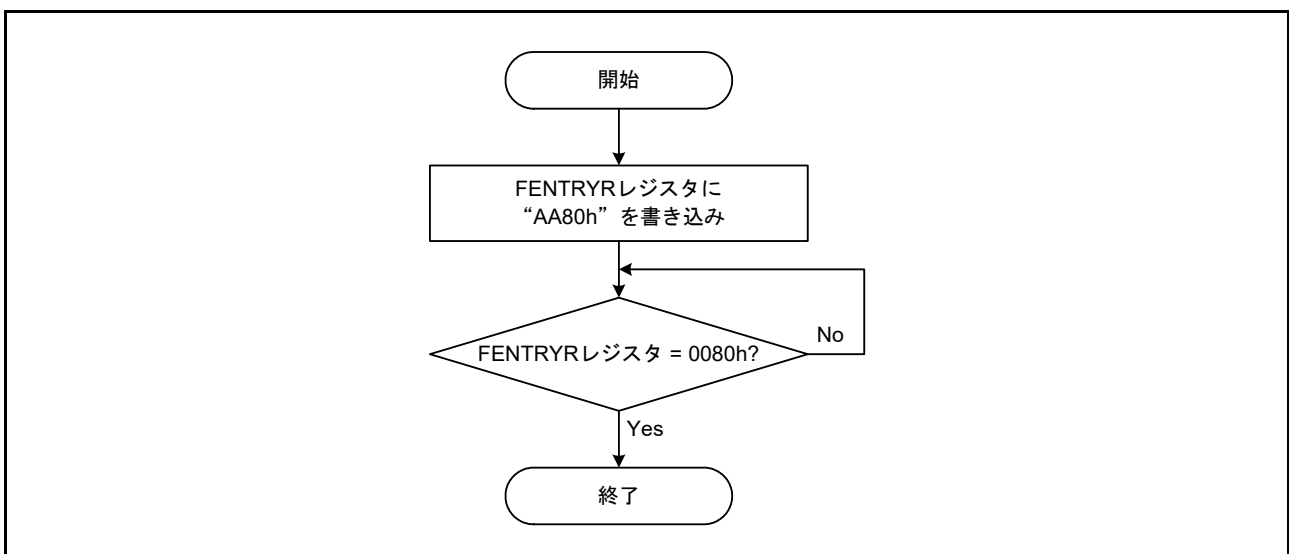 開始
FENTRYRレジスタに
“AA80h”を書き込み
FENTRYRレジスタ = 0080h?
No
Yes
終了